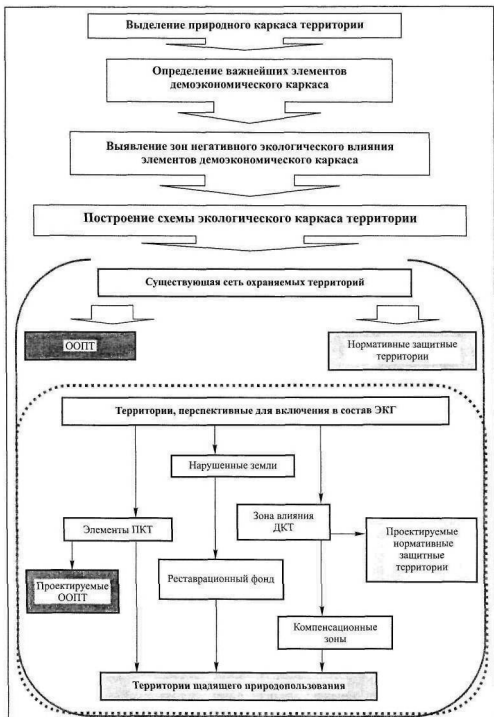 Выделение природного каркаса территории
Определение важнейших элементов
демоэкономического каркаса
Выявление зон негативного экологического влияния
элементов демоэкономического каркаса
Построение схемы экологического каркаса территории
Существующая сеть охраняемых территорий
ООПТ
Нормативные защитные
территории
Территории, перспективные для включения в состав ЭКГ
Нарушенные земли
Элементы ПКТ
Зона влияния
ДКТ
Проектируемые
нормативные
защитные
территории
Проектируемые
ООПТ
Реставрационный фонд
Компенсационные
зоны
Территории щадящего природопользования